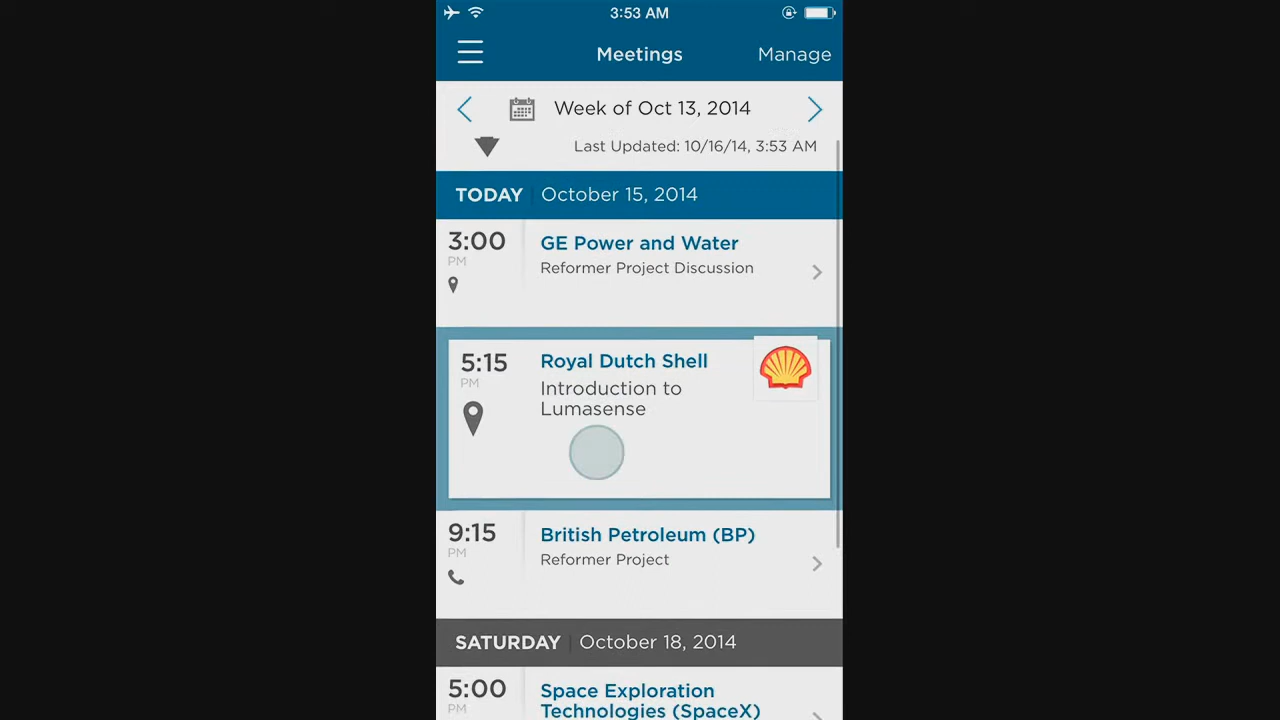 3:53 AM
Meetings
Manage
Week of Oct 13, 2014
Last Updated: 10/16/14, 3:53 AM
TODAY October 15, 2014
3:00
PM
GE Power and Water
Reformer Project Discussion
5:15
PM
Royal Dutch Shell
Introduction to
Lumasense
9:15
PM
British Petroleum (BP)
Reformer Project
SATURDAY October 18, 2014
5:00
PM
Space Exploration
Technologies (SpaceX)